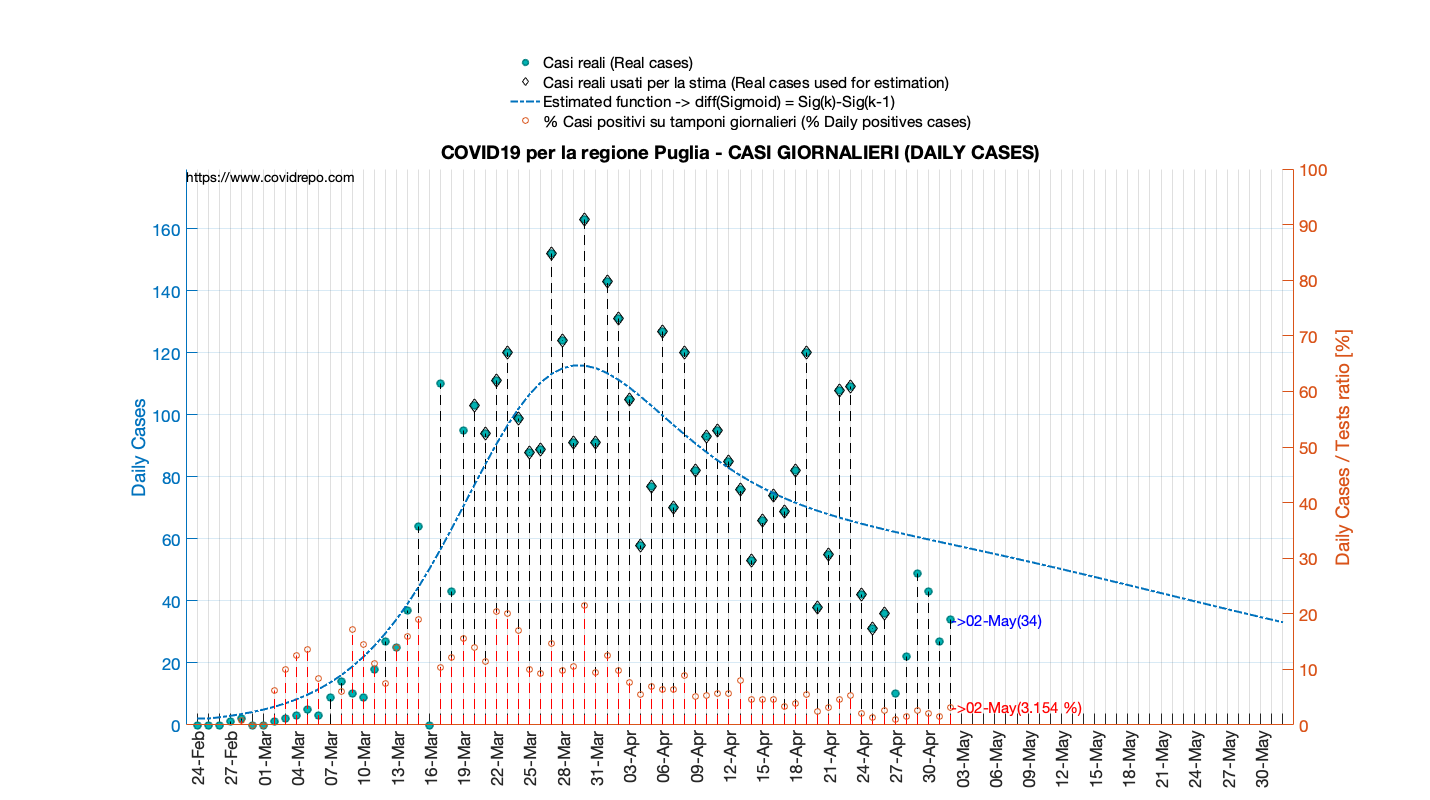 Casi reali (Real cases)
Casi reali usati per la stima (Real cases used for estimation)
Estimated function -> diff(Sigmoid) = Sig(k)-Sig(k-1)
% Casi positivi su tamponi giornalieri (% Daily positives cases)
COVID19 per la regione Puglia - CASI GIORNALIERI (DAILY CASES)
https://www.covidrepo.com
Daily Cases
160
140
120
100
80
60
40
20
0
100
90
80
70
60
50
40
30
20
10
0
Daily Cases / Tests ratio [%]
->02-May(34)
->02-May(3.154 %)
24-Feb
27-Feb
01-Mar
04-Mar
07-Mar
10-Mar
13-Mar
16-Mar
19-Mar
22-Mar
25-Mar
28-Mar
31-Mar
03-Apr
06-Apr
09-Apr
12-Apr
15-Apr
18-Apr
21-Apr
24-Apr
27-Apr
30-Apr
03-May
06-May
09-May
12-May
15-May
18-May
21-May
24-May
27-May
30-May